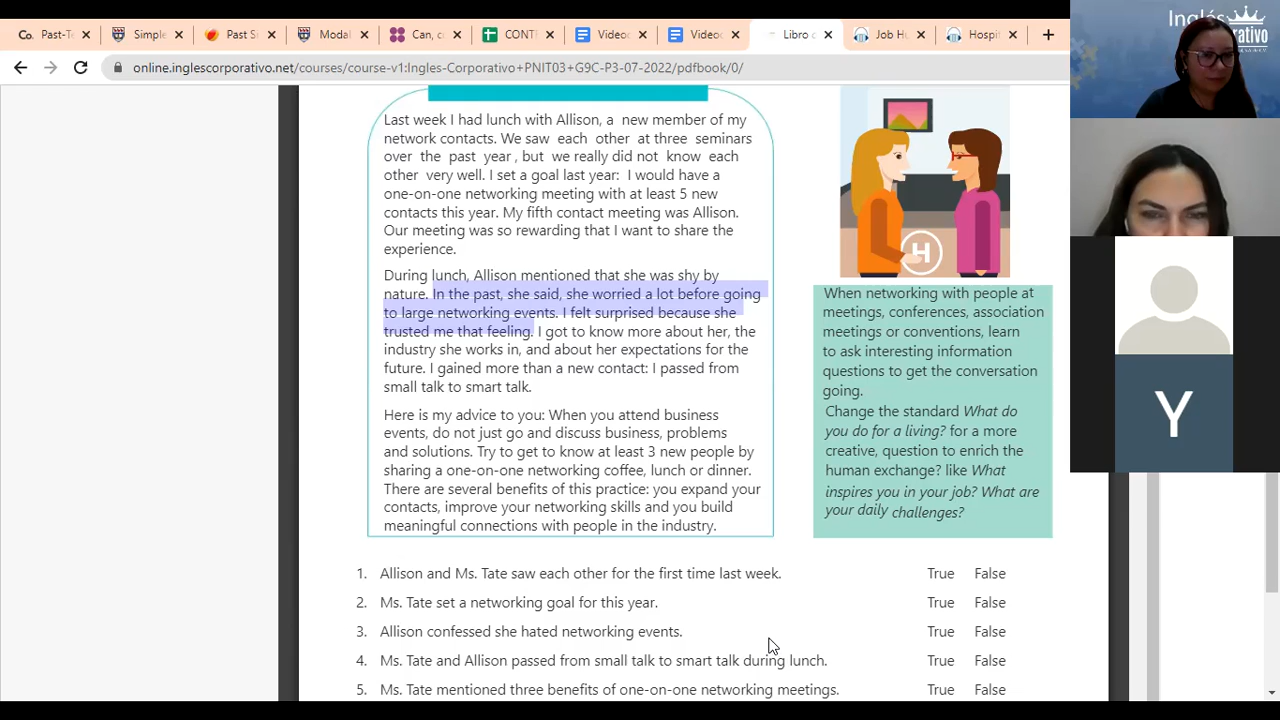 Past-Te
Simple
Past S
Modal
Can, c
CONT
Videoc
Videoc
Libro c
Job H
Hospi
online.inglescorporativo.net/courses/course-v1:Ingles-Corporativo+PNIT03+G9C-P3-07-2022/pdfbook/0/
Inglés
Last week I had lunch with Allison, a new member of my
network contacts. We saw each other at three seminars
over the past year, but we really did not know each
other very well. I set a goal last year: I would have a
one-on-one networking meeting with at least 5 new
contacts this year. My fifth contact meeting was Allison.
Our meeting was so rewarding that I want to share the
experience.
During lunch, Allison mentioned that she was shy by
nature. In the past, she said, she worried a lot before going
to large networking events. I felt surprised because she
trusted me that feeling. I got to know more about her, the
industry she works in, and about her expectations for the
future. I gained more than a new contact: I passed from
small talk to smart talk.
Here is my advice to you: When you attend business
events, do not just go and discuss business, problems
and solutions. Try to get to know at least 3 new people by
sharing a one-on-one networking coffee, lunch or dinner.
There are several benefits of this practice: you expand your
contacts, improve your networking skills and you build
meaningful connections with people in the industry.
H
When networking with people at
meetings, conferences, association
meetings or conventions, learn
to ask interesting information
questions to get the conversation
going.
Change the standard What do
you do for a living? for a more
creative, question to enrich the
human exchange? like What
inspires you in your job? What are
your daily challenges?
Y
1. Allison and Ms. Tate saw each other for the first time last week. True False
2. Ms. Tate set a networking goal for this year. True False
3. Allison confessed she hated networking events. True False
4. Ms. Tate and Allison passed from small talk to smart talk during lunch. True False
5. Ms. Tate mentioned three benefits of one-on-one networking meetings. True False